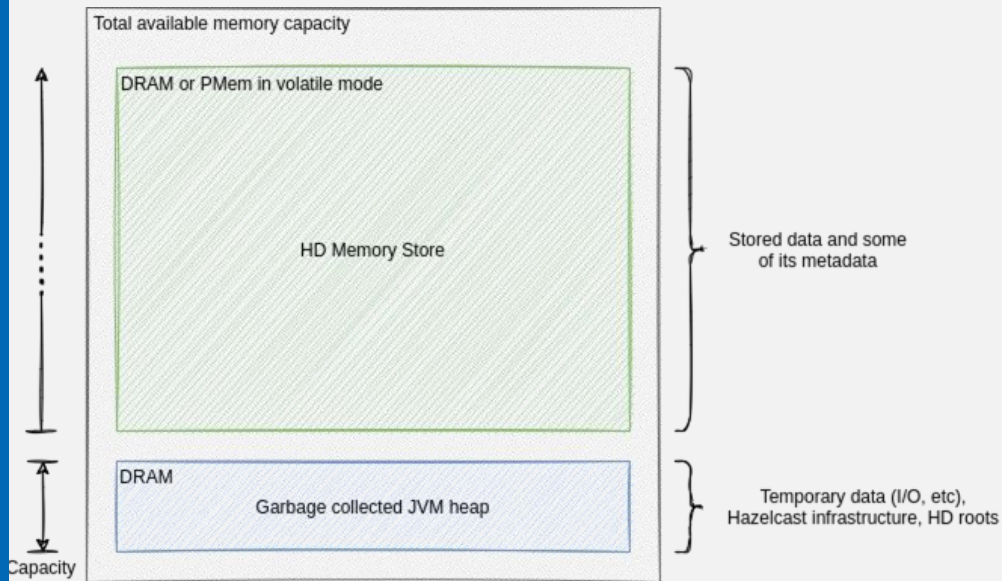 Total available memory capacity
DRAM or PMem in volatile mode
HD Memory Store
Stored data and some
of its metadata
DRAM
Garbage collected JVM heap
Temporary data (I/O, etc),
Hazelcast infrastructure, HD roots
Capacity